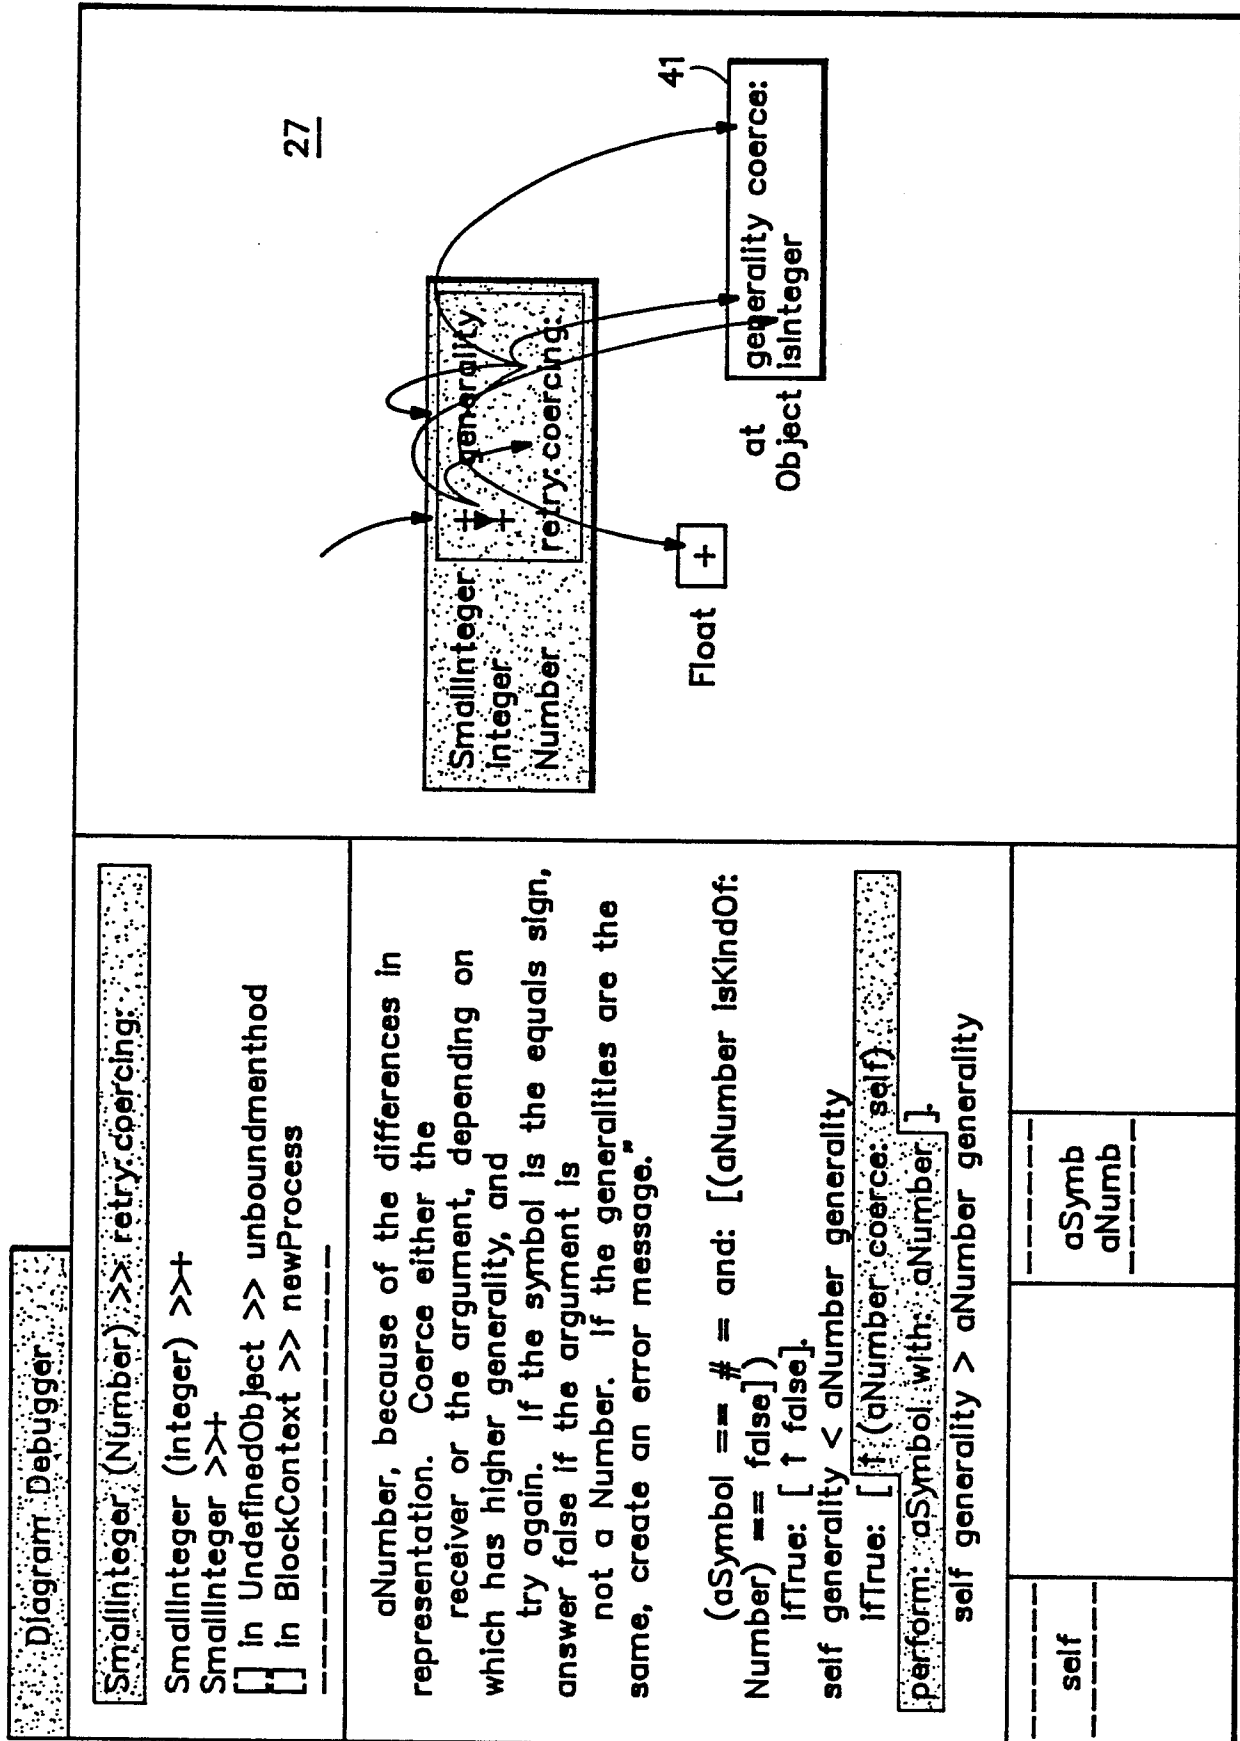 Diagram Debugger
SmallInteger (Number) >> retry: coercing:
SmallInteger (integer) >>+
SmallInteger >>+
[] in UndefinedObject >> unboundmenthod
[] in BlockContext >> newProcess
aNumber, because of the differences in
representation. Coerce either the
receiver or the argument, depending on
which has higher generality, and
try again. If the symbol is the equals sign,
answer false if the argument is
not a Number. If the generalities are the
same, create an error message."
(aSymbol == # = and: [(aNumber isKindOf:
Number) == false])
ifTrue: [ ↑ false].
self generality < aNumber generality
ifTrue: [ ↑ (aNumber coerce: self)
perform: aSymbol with: aNumber ].
self generality > aNumber generality
self
aSymb
aNumb
27
SmallInteger + generality
Integer +
Number retry: coercing:
Float +
41
at generality coerce:
Object isInteger